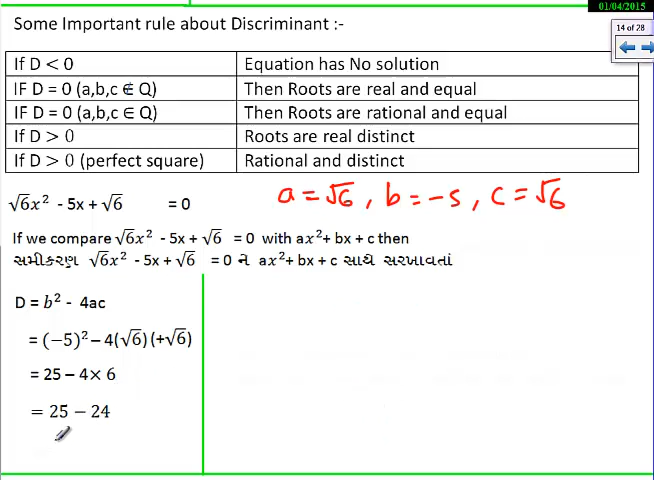 01/04/2015
14 of 28
Some Important rule about Discriminant :-
If D < 0 Equation has No solution
IF D = 0 (a,b,c ∉ Q) Then Roots are real and equal
IF D = 0 (a,b,c ∈ Q) Then Roots are rational and equal
If D > 0 Roots are real distinct
If D > 0 (perfect square) Rational and distinct
√6x² - 5x + √6 = 0
a = √6 , b = -5 , c = √6
If we compare √6x² - 5x + √6 = 0 with ax²+ bx + c then
સમીકરણ √6x² - 5x + √6 = 0 ને ax²+ bx + c સાથે સરખાવતાં
D = b² - 4ac
= (−5)² − 4(√6)(+√6)
= 25 − 4× 6
= 25 − 24